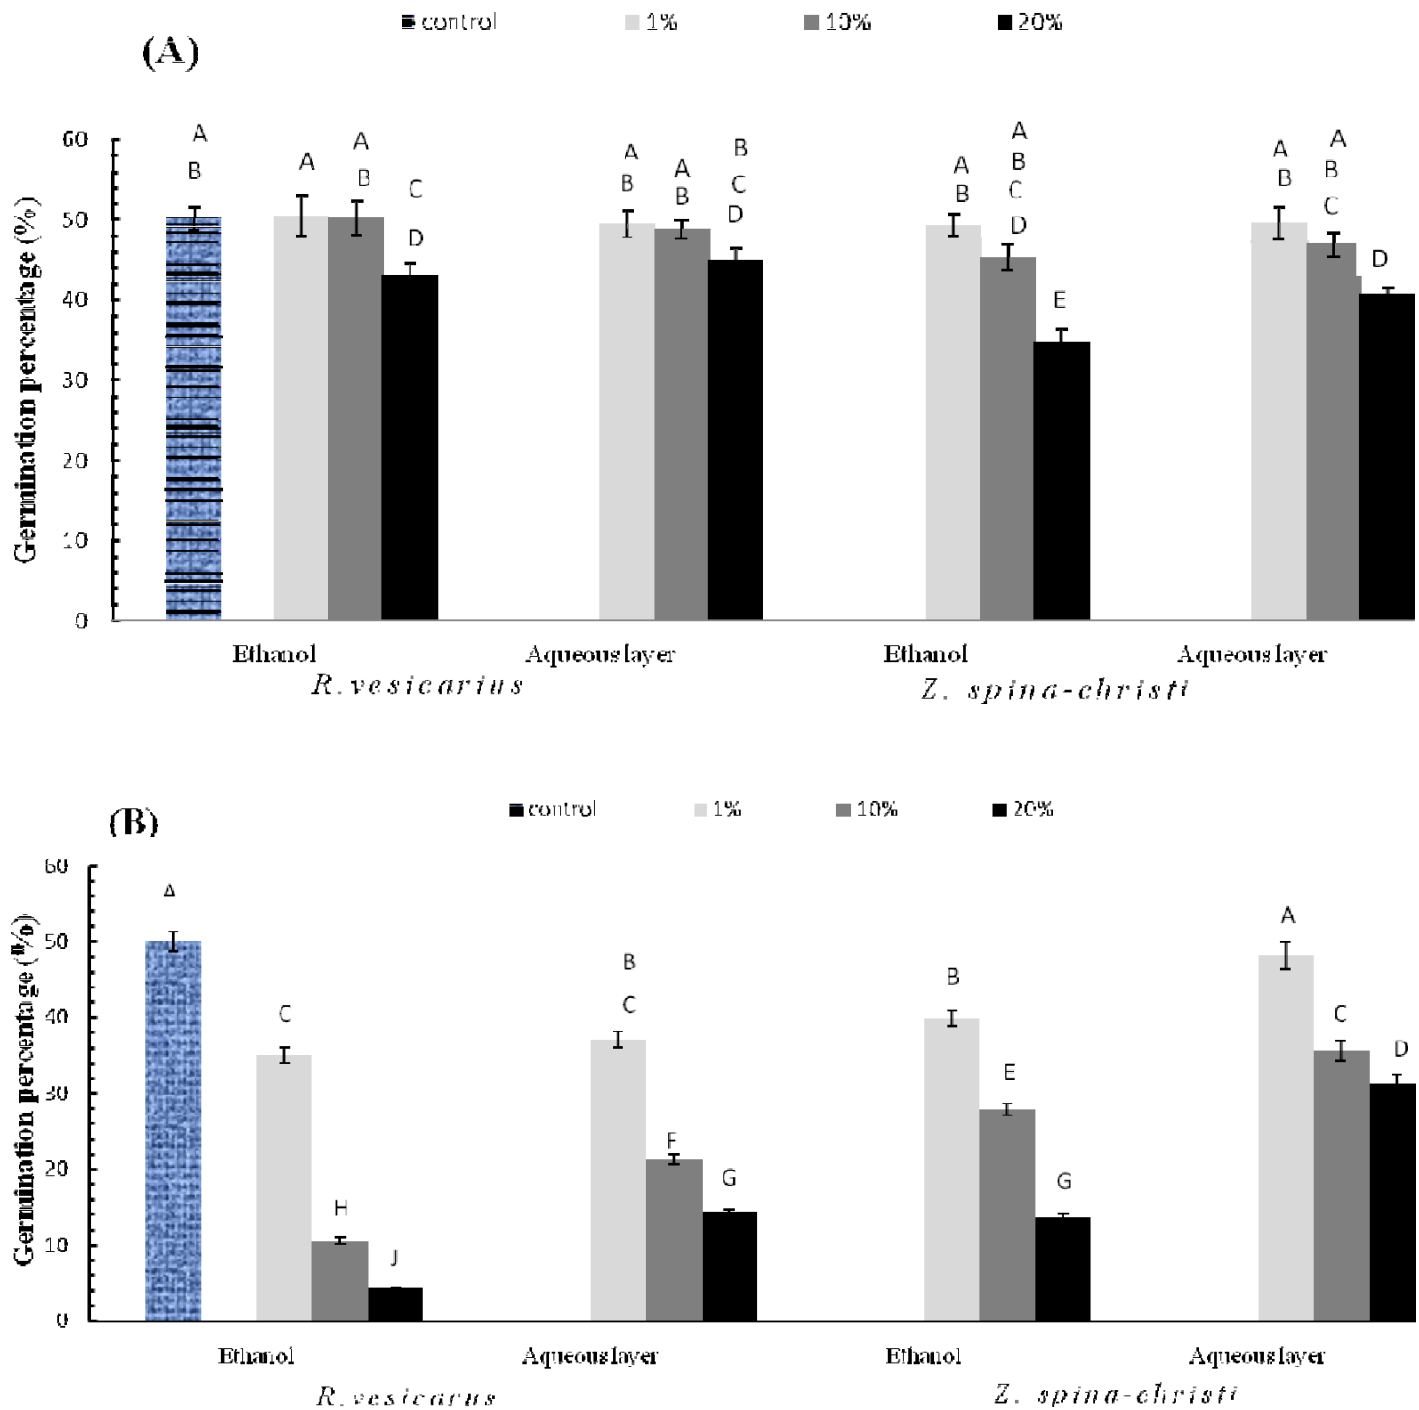 control 1% 10% 20%
(A)
Germination percentage (%)
60
50
40
30
20
10
0
A A A B A
A A A A A B
B A B B A C B C A B B
C B D B C D
D D C
E
Ethanol Aqueous layer Ethanol Aqueous layer
R.vesicarius Z. spina-christi
control 1% 10% 20%
(B)
Germination percentage (%)
60
50
40
30
20
10
0
A A
B B
C C C D
E
F
H G G
J
Ethanol Aqueous layer Ethanol Aqueous layer
R.vesicarus Z. spina-christi